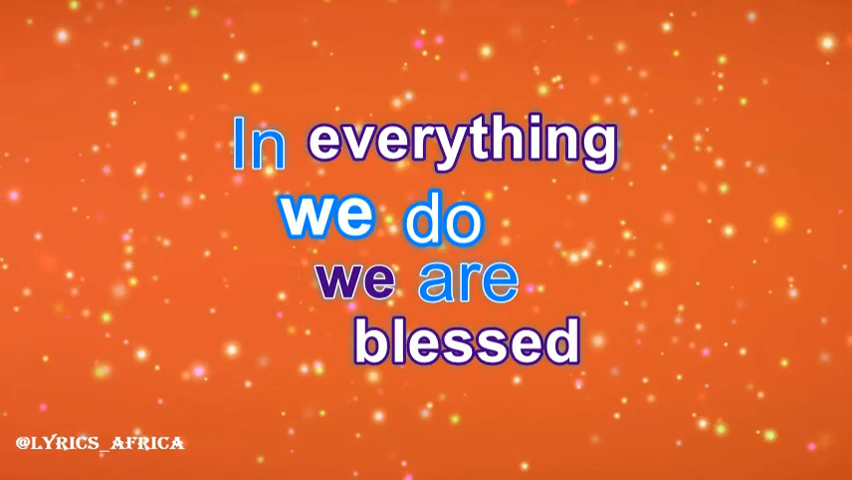 In everything
we do
we are
blessed
@LYRICS_AFRICA